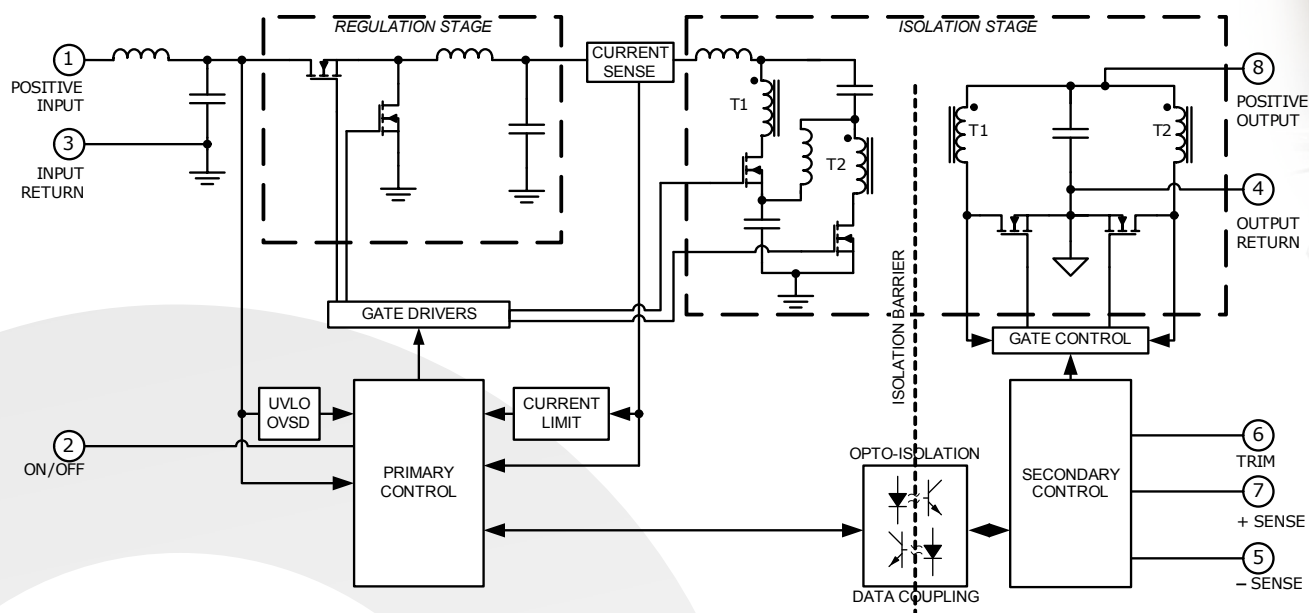 REGULATION STAGE
ISOLATION STAGE
1
POSITIVE
INPUT
CURRENT
SENSE
8
POSITIVE
OUTPUT
T1
T1
T2
T2
3
INPUT
RETURN
4
OUTPUT
RETURN
ISOLATION BARRIER
GATE DRIVERS
GATE CONTROL
UVLO
OVSD
CURRENT
LIMIT
2
ON/OFF
PRIMARY
CONTROL
OPTO-ISOLATION
DATA COUPLING
SECONDARY
CONTROL
6
TRIM
7
+ SENSE
5
– SENSE